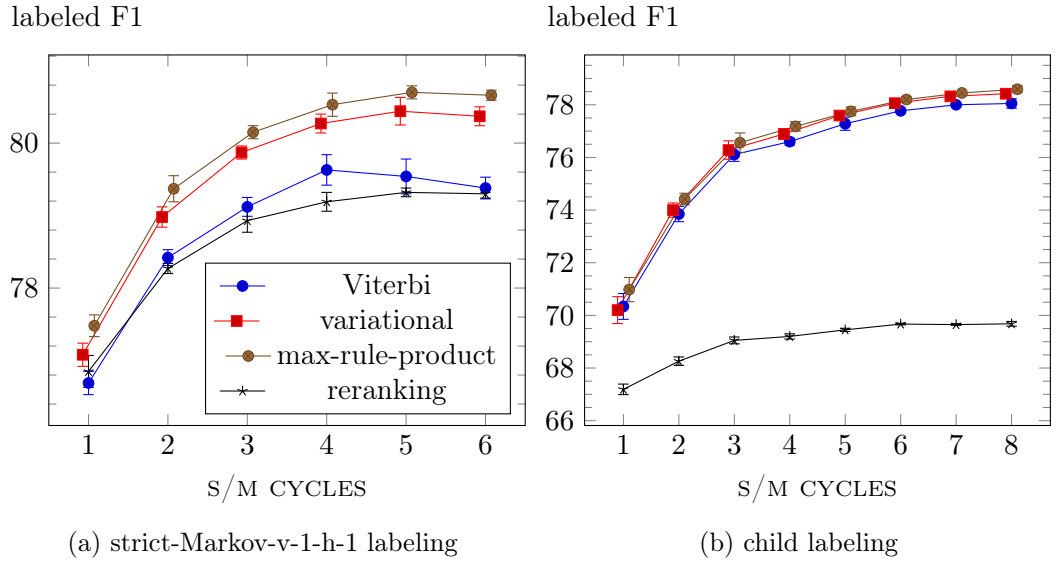 labeled F1
80
78
Viterbi
variational
max-rule-product
reranking
1 2 3 4 5 6
S/M CYCLES
(a) strict-Markov-v-1-h-1 labeling
labeled F1
78
76
74
72
70
68
66
1 2 3 4 5 6 7 8
S/M CYCLES
(b) child labeling